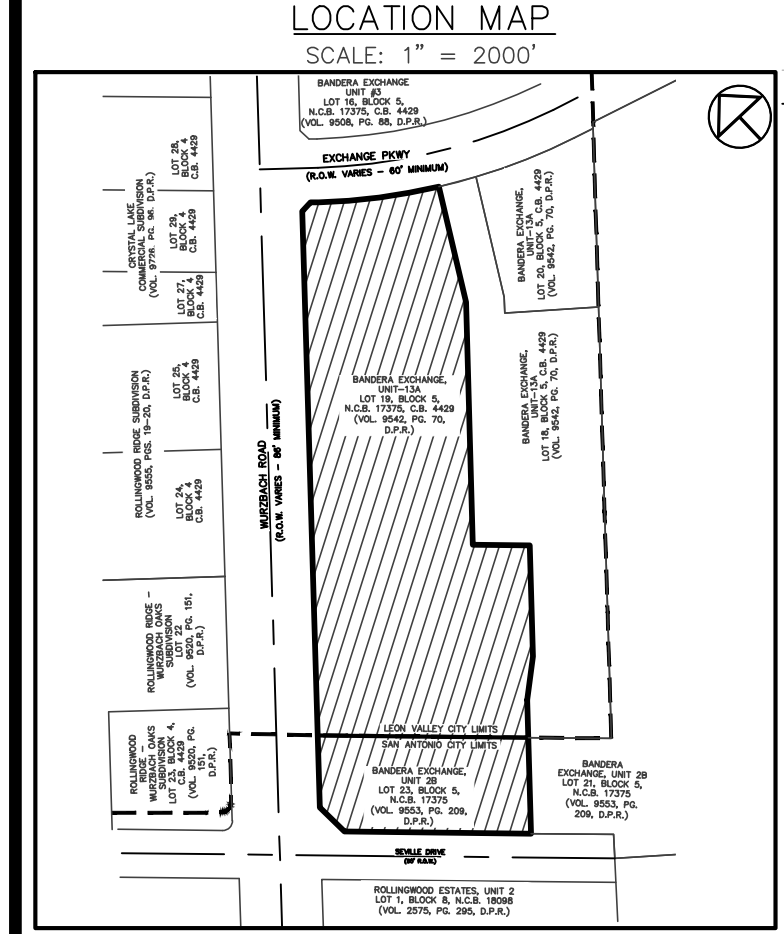 LOCATION MAP
SCALE: 1" = 2000'
BANDERA EXCHANGE
UNIT #3
LOT 16, BLOCK 5,
N.C.B. 17375, C.B. 4429
(VOL. 9508, PG. 88, D.P.R.)
EXCHANGE PKWY
(R.O.W. VARIES - 60' MINIMUM)
LOT 28,
BLOCK 4
C.B. 4429
CRYSTAL LAKE
COMMERCIAL SUBDIVISION
(VOL. 9726. PG. 96. D.P.R.)
LOT 29,
BLOCK 4
C.B. 4429
LOT 27,
BLOCK 4
C.B. 4429
BANDERA EXCHANGE,
UNIT-13A
LOT 20, BLOCK 5, C.B. 4429
(VOL. 9542, PG. 70, D.P.R.)
BANDERA EXCHANGE,
UNIT-13A
LOT 18, BLOCK 5, C.B. 4429
(VOL. 9542, PG. 70, D.P.R.)
ROLLINGWOOD RIDGE SUBDIVISION
(VOL. 9555, PGS. 19-20, D.P.R.)
LOT 25,
BLOCK 4
C.B. 4429
LOT 24,
BLOCK 4
C.B. 4429
WURZBACH ROAD
(R.O.W. VARIES - 86' MINIMUM)
BANDERA EXCHANGE,
UNIT-13A
LOT 19, BLOCK 5,
N.C.B. 17375, C.B. 4429
(VOL. 9542, PG. 70,
D.P.R.)
ROLLINGWOOD RIDGE -
WURZBACH OAKS
SUBDIVISION
LOT 22
(VOL. 9520, PG. 151,
D.P.R.)
ROLLINGWOOD
RIDGE -
WURZBACH OAKS
SUBDIVISION
LOT 23, BLOCK 4,
C.B. 4429
(VOL. 9520, PG.
151,
D.P.R.)
LEON VALLEY CITY LIMITS
SAN ANTONIO CITY LIMITS
BANDERA EXCHANGE,
UNIT 2B
LOT 23, BLOCK 5,
N.C.B. 17375
(VOL. 9553, PG. 209,
D.P.R.)
BANDERA
EXCHANGE, UNIT 2B
LOT 21, BLOCK 5,
N.C.B. 17375
(VOL. 9553, PG.
209, D.P.R.)
SEVILLE DRIVE
R.O.W.)
ROLLINGWOOD ESTATES, UNIT 2
LOT 1, BLOCK 8, N.C.B. 18098
(VOL. 2575, PG. 295, D.P.R.)